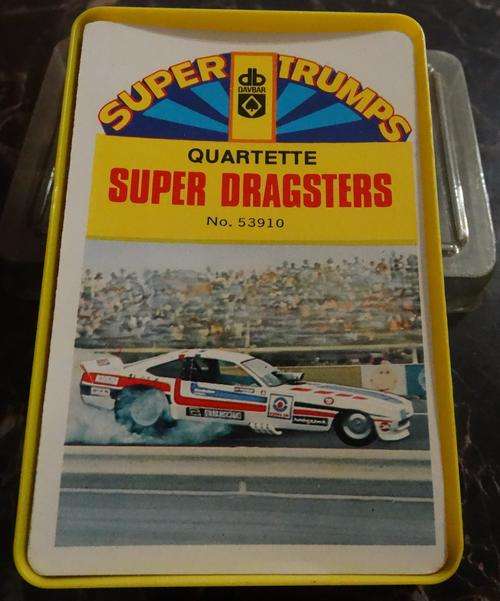 SUPER TRUMPS
db
DAVBAR
QUARTETTE
SUPER DRAGSTERS
No. 53910